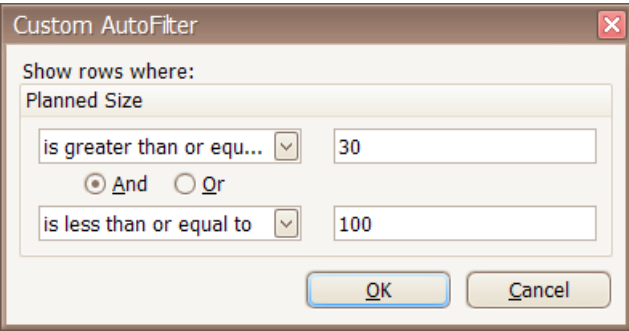 Custom AutoFilter
Show rows where:
Planned Size
is greater than or equ... 30
And Or
is less than or equal to 100
OK Cancel